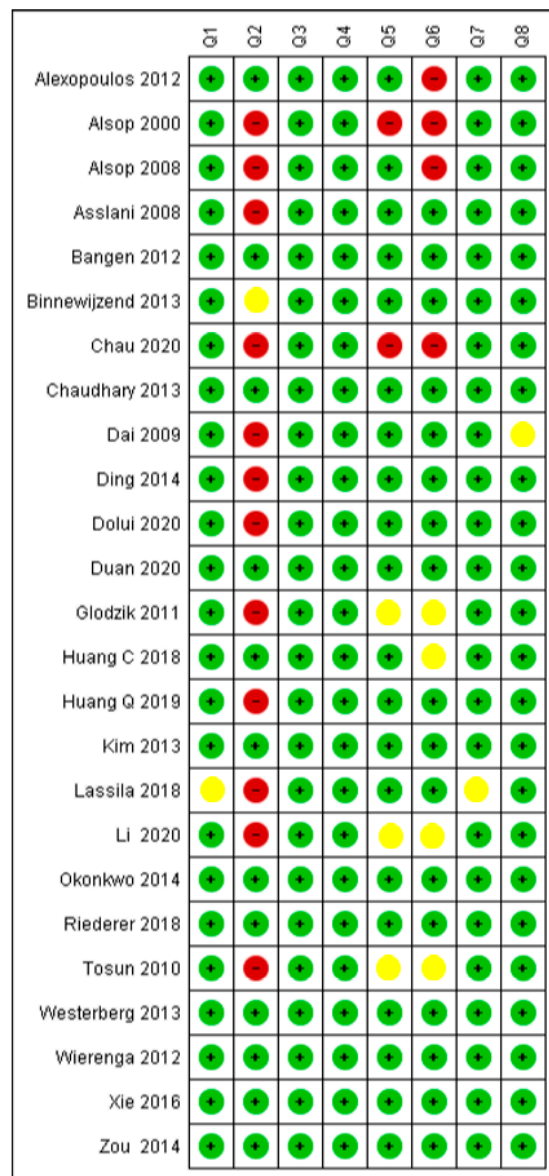 Q1 Q2 Q3 Q4 Q5 Q6 Q7 Q8
Alexopoulos 2012 + + + + + - + +
Alsop 2000 + - + + - - + +
Alsop 2008 + - + + + - + +
Asslani 2008 + - + + + + + +
Bangen 2012 + + + + + + + +
Binnewijzend 2013 + + + + + + +
Chau 2020 + - + + - - + +
Chaudhary 2013 + + + + + + + +
Dai 2009 + - + + + + +
Ding 2014 + - + + + + + +
Dolui 2020 + - + + + + + +
Duan 2020 + + + + + + + +
Glodzik 2011 + - + + + +
Huang C 2018 + + + + + + +
Huang Q 2019 + - + + + + + +
Kim 2013 + + + + + + + +
Lassila 2018 - + + + + +
Li 2020 + - + + + +
Okonkwo 2014 + + + + + + + +
Riederer 2018 + + + + + + + +
Tosun 2010 + - + + + +
Westerberg 2013 + + + + + + + +
Wierenga 2012 + + + + + + + +
Xie 2016 + + + + + + + +
Zou 2014 + + + + + + + +